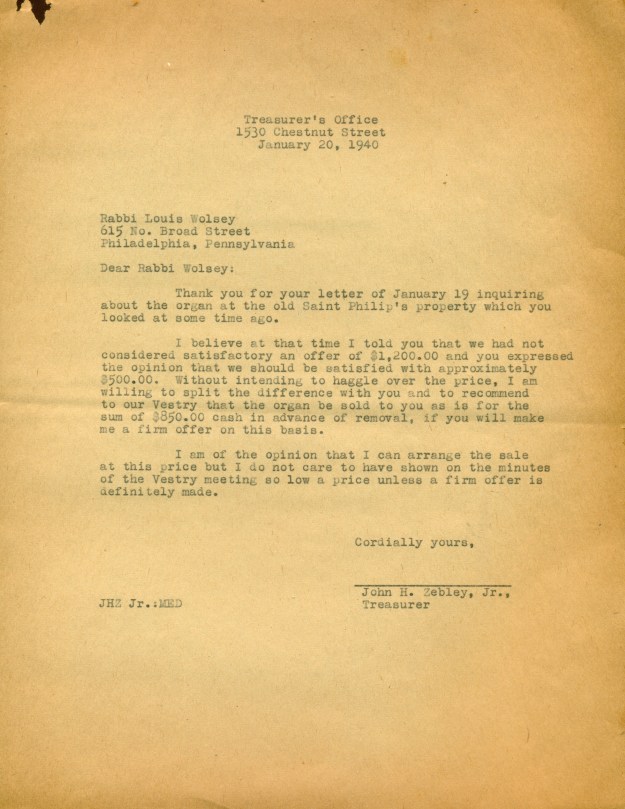 Treasurer's Office
1530 Chestnut Street
January 20, 1940
Rabbi Louis Wolsey
615 No. Broad Street
Philadelphia, Pennsylvania
Dear Rabbi Wolsey:
Thank you for your letter of January 19 inquiring
about the organ at the old Saint Philip's property which you
looked at some time ago.
I believe at that time I told you that we had not
considered satisfactory an offer of $1,200.00 and you expressed
the opinion that we should be satisfied with approximately
$500.00. Without intending to haggle over the price, I am
willing to split the difference with you and to recommend
to our Vestry that the organ be sold to you as is for the
sum of $850.00 cash in advance of removal, if you will make
me a firm offer on this basis.
I am of the opinion that I can arrange the sale
at this price but I do not care to have shown on the minutes
of the Vestry meeting so low a price unless a firm offer is
definitely made.
Cordially yours,
John H. Zebley, Jr.,
JHZ Jr.:MED Treasurer